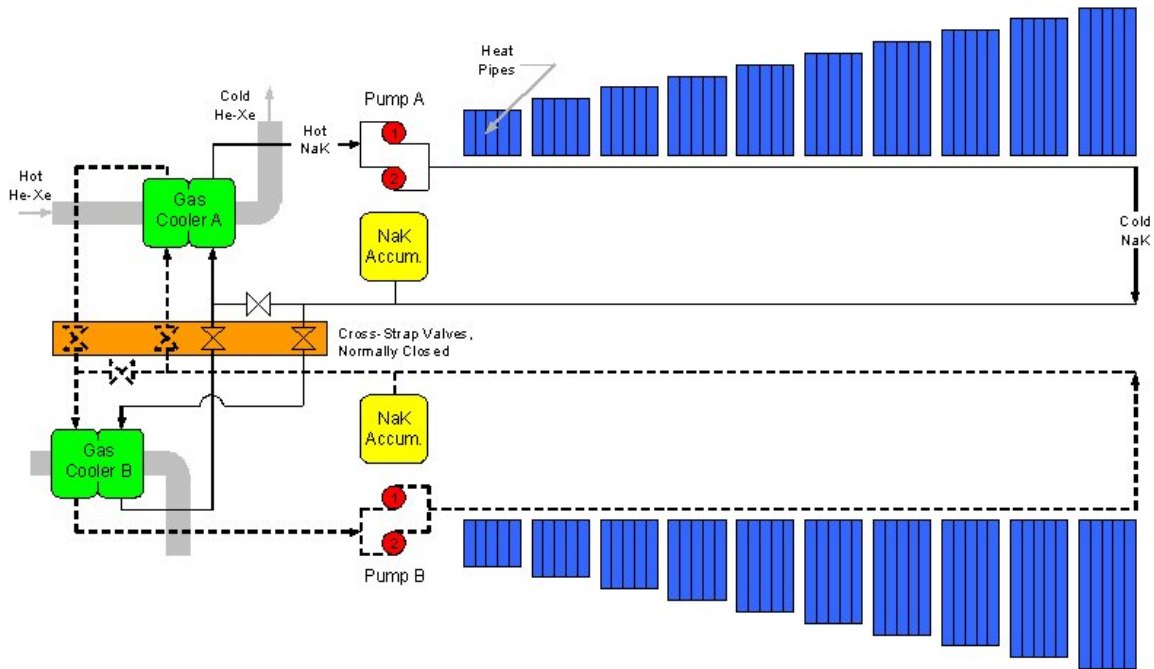 Heat
Pipes
Cold
He-Xe
Pump A
Hot
NaK
1
Hot
He-Xe
2
Gas
Cooler A
NaK
Accum.
Cold
NaK
Cross-Strap Valves,
Normally Closed
NaK
Accum.
Gas
Cooler B
1
2
Pump B